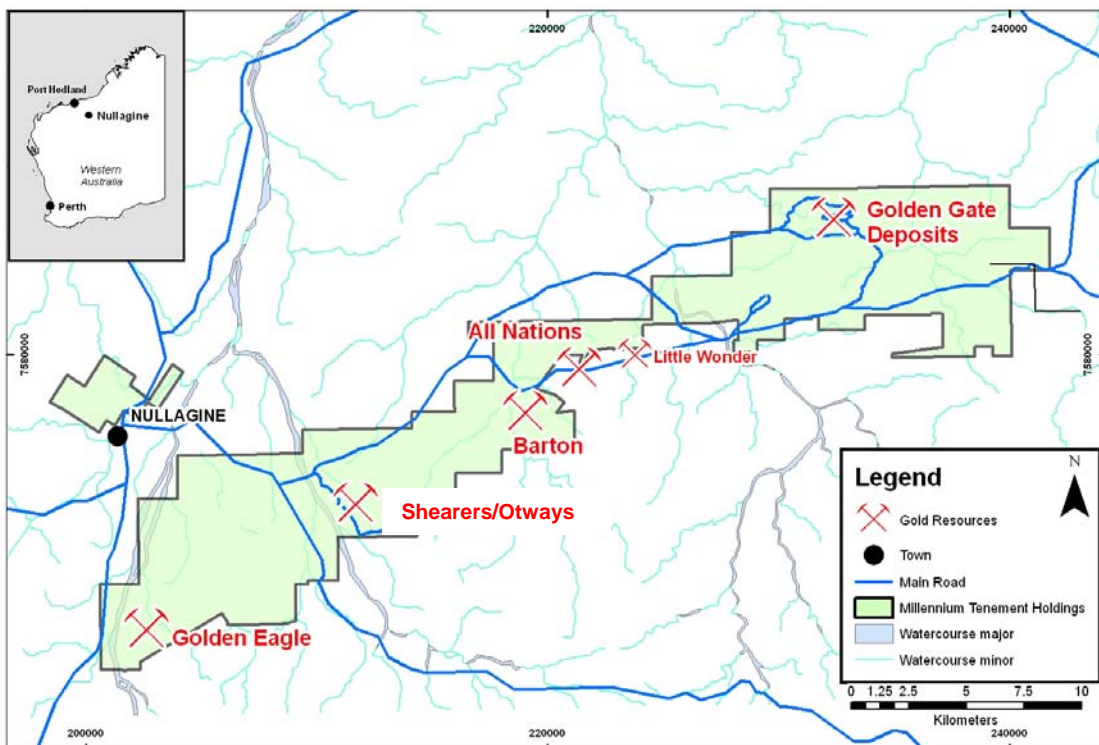 220000
240000
Port Hedland
Nullagine
Western
Australia
Perth
Golden Gate
Deposits
All Nations
Little Wonder
7580000
7580000
NULLAGINE
Barton
Shearers/Otways
Golden Eagle
Legend
N
Gold Resources
Town
Main Road
Millennium Tenement Holdings
Watercourse major
Watercourse minor
0 1.25 2.5 5 7.5 10
Kilometers
200000
220000
240000